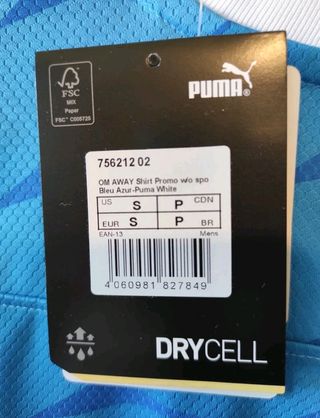 FSC
MIX
Paper
FSC™ C005725
PUMA
756212 02
OM AWAY Shirt Promo w/o spo
Bleu Azur-Puma White
US S P CDN
EUR S P BR
EAN-13 Mens
4 060981 827849
DRYCELL